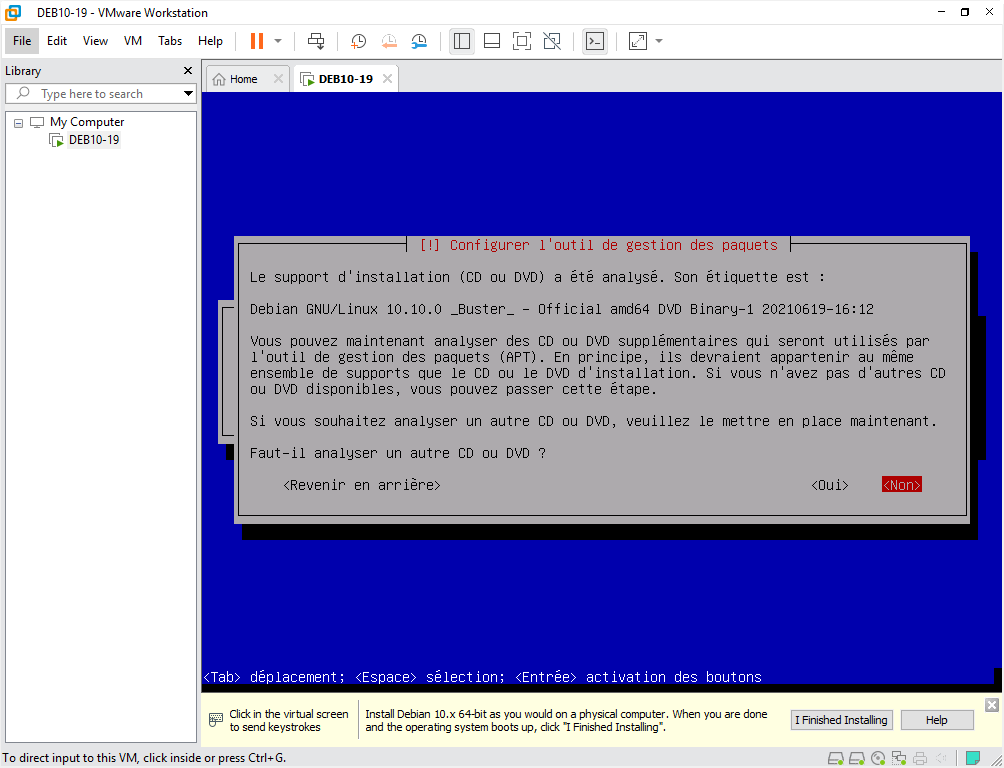 DEB10-19 - VMware Workstation
File Edit View VM Tabs Help
Library
Type here to search
My Computer
DEB10-19
Home
DEB10-19
[!] Configurer l'outil de gestion des paquets
Le support d'installation (CD ou DVD) a été analysé. Son étiquette est :
Debian GNU/Linux 10.10.0 _Buster_ - Official amd64 DVD Binary-1 20210619-16:12
Vous pouvez maintenant analyser des CD ou DVD supplémentaires qui seront utilisés par
l'outil de gestion des paquets (APT). En principe, ils devraient appartenir au même
ensemble de supports que le CD ou le DVD d'installation. Si vous n'avez pas d'autres CD
ou DVD disponibles, vous pouvez passer cette étape.
Si vous souhaitez analyser un autre CD ou DVD, veuillez le mettre en place maintenant.
Faut-il analyser un autre CD ou DVD ?
<Revenir en arrière> <Oui> <Non>
<Tab> déplacement; <Espace> sélection; <Entrée> activation des boutons
Click in the virtual screen
to send keystrokes
Install Debian 10.x 64-bit as you would on a physical computer. When you are done
and the operating system boots up, click "I Finished Installing".
I Finished Installing
Help
To direct input to this VM, click inside or press Ctrl+G.